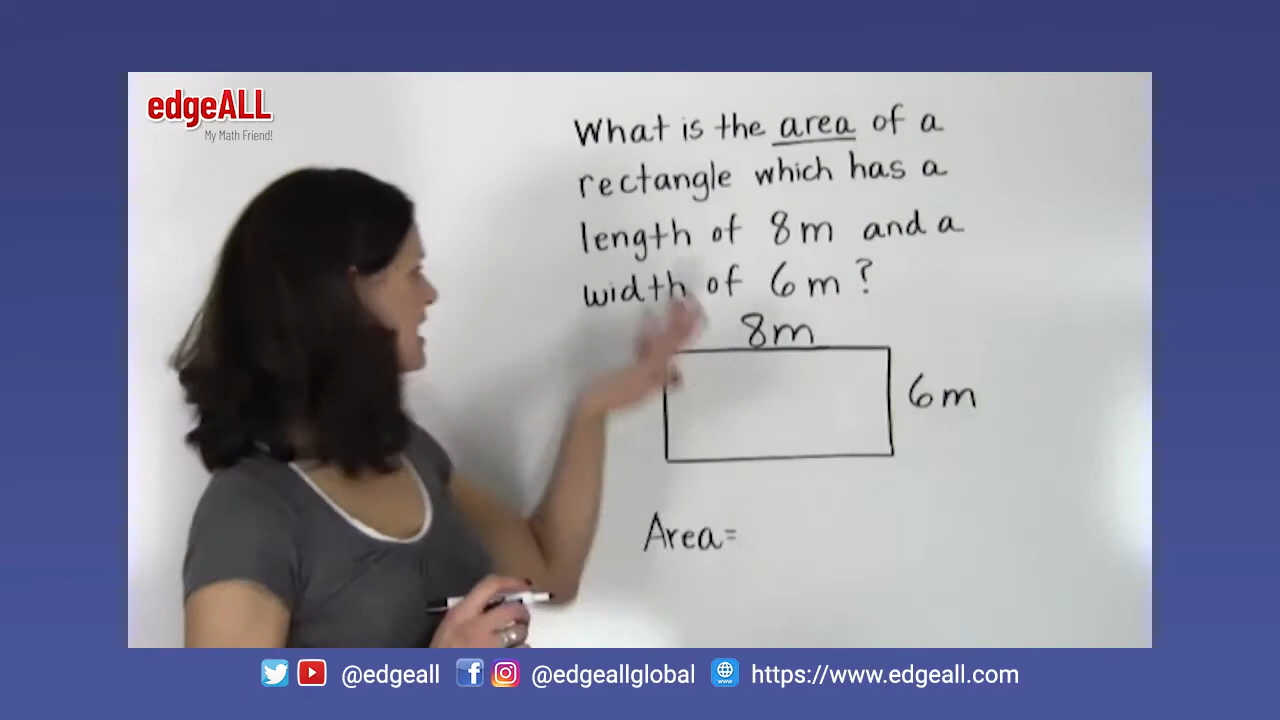 edgeALL
My Math Friend!
What is the area of a
rectangle which has a
length of 8m and a
width of 6m?
8m
6m
Area=
@edgeall @edgeallglobal https://www.edgeall.com